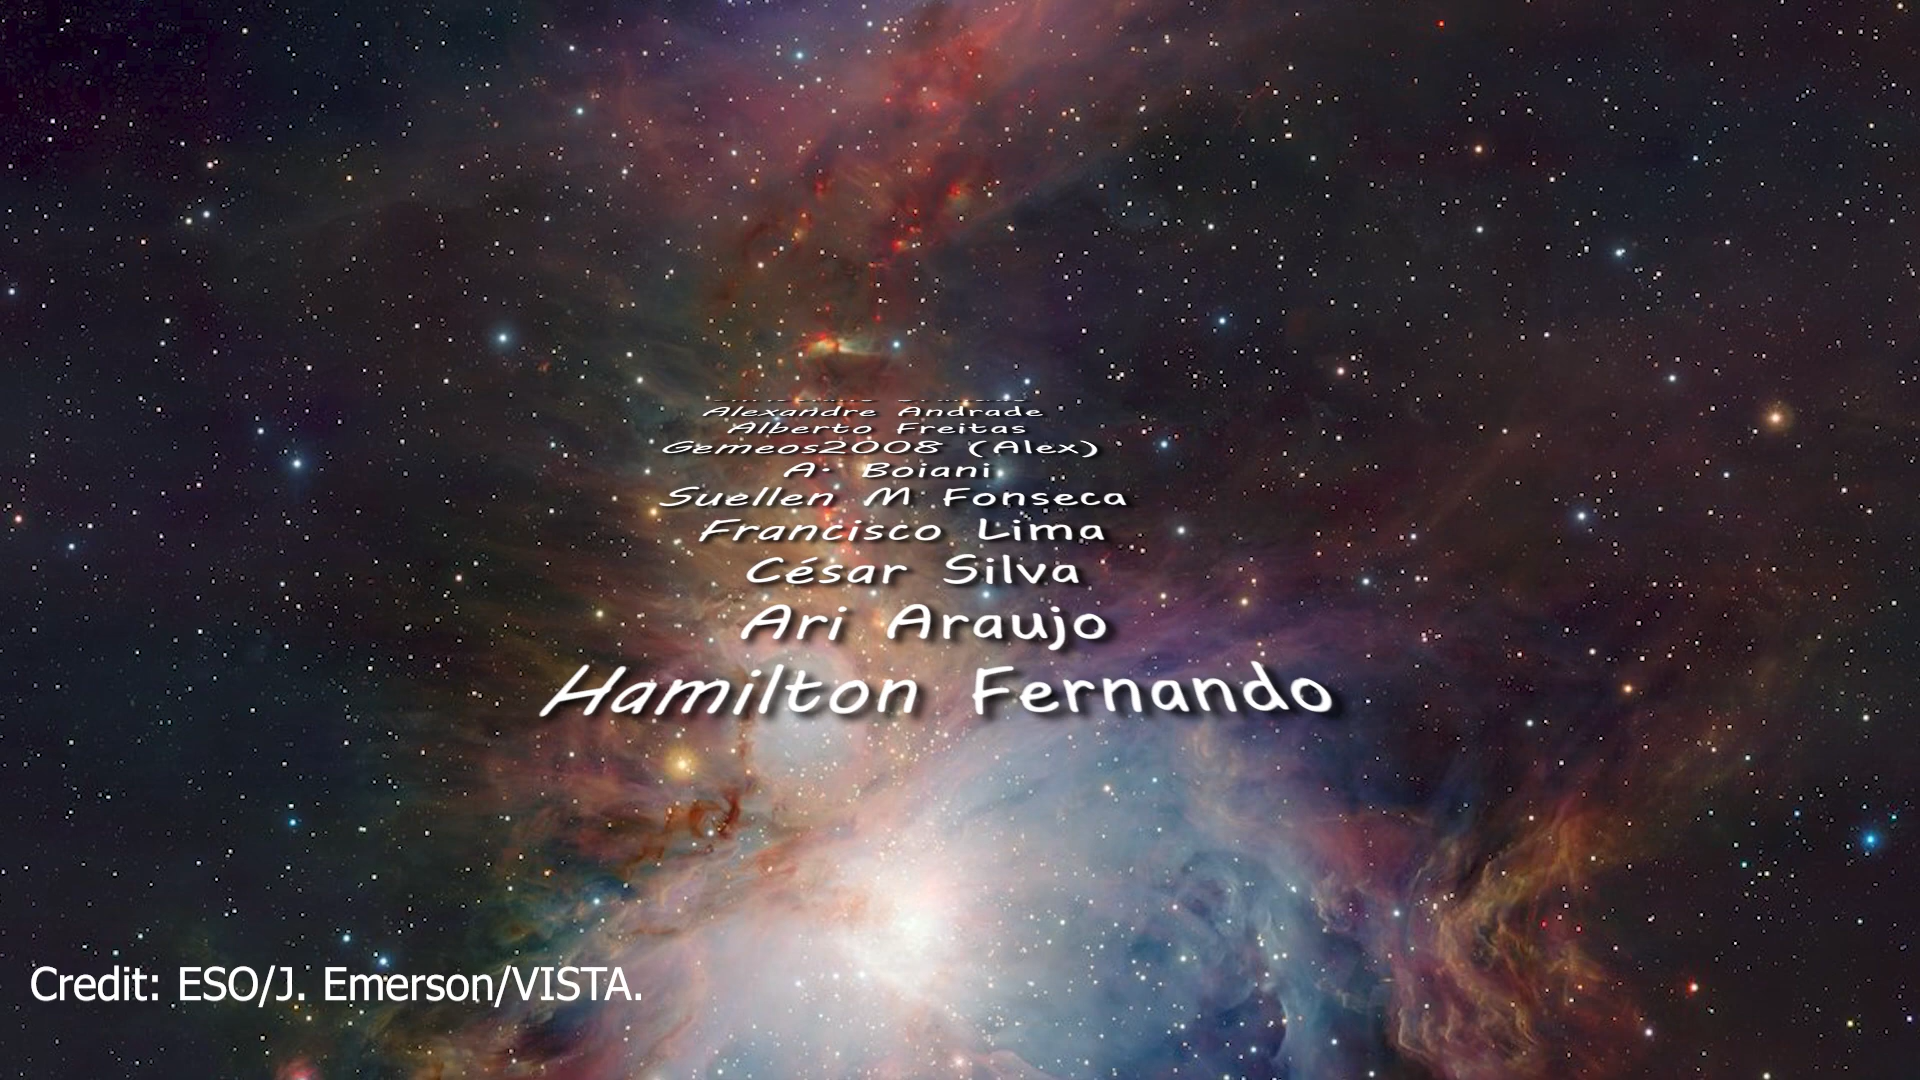 Alexandre Andrade
Alberto Freitas
Gemeos2008 (Alex)
A. Boiani
Suellen M Fonseca
Francisco Lima
César Silva
Ari Araujo
Hamilton Fernando
Credit: ESO/J. Emerson/VISTA.